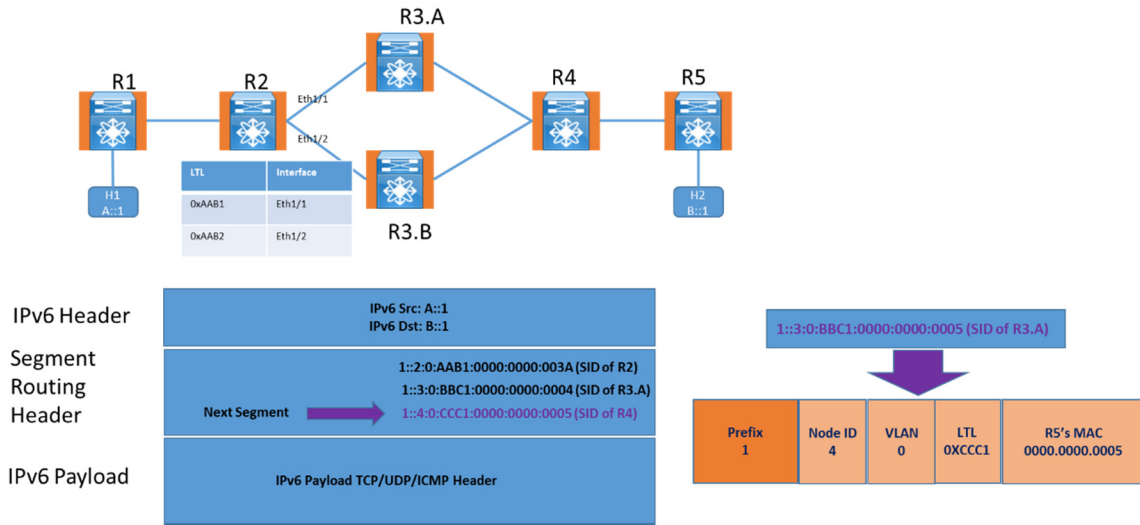 R3.A
R1
R2
R4
R5
Eth1/1
Eth1/2
H1
A::1
H2
B::1
LTL Interface
0xAAB1 Eth1/1
0xAAB2 Eth1/2
R3.B
IPv6 Header
IPv6 Src: A::1
IPv6 Dst: B::1
Segment
Routing
Header
1::2:0:AAB1:0000:0000:003A (SID of R2)
1::3:0:BBC1:0000:0000:0004 (SID of R3.A)
Next Segment 1::4:0:CCC1:0000:0000:0005 (SID of R4)
IPv6 Payload
IPv6 Payload TCP/UDP/ICMP Header
1::3:0:BBC1:0000:0000:0005 (SID of R3.A)
Prefix
1
Node ID
4
VLAN
0
LTL
0XCCC1
R5's MAC
0000.0000.0005